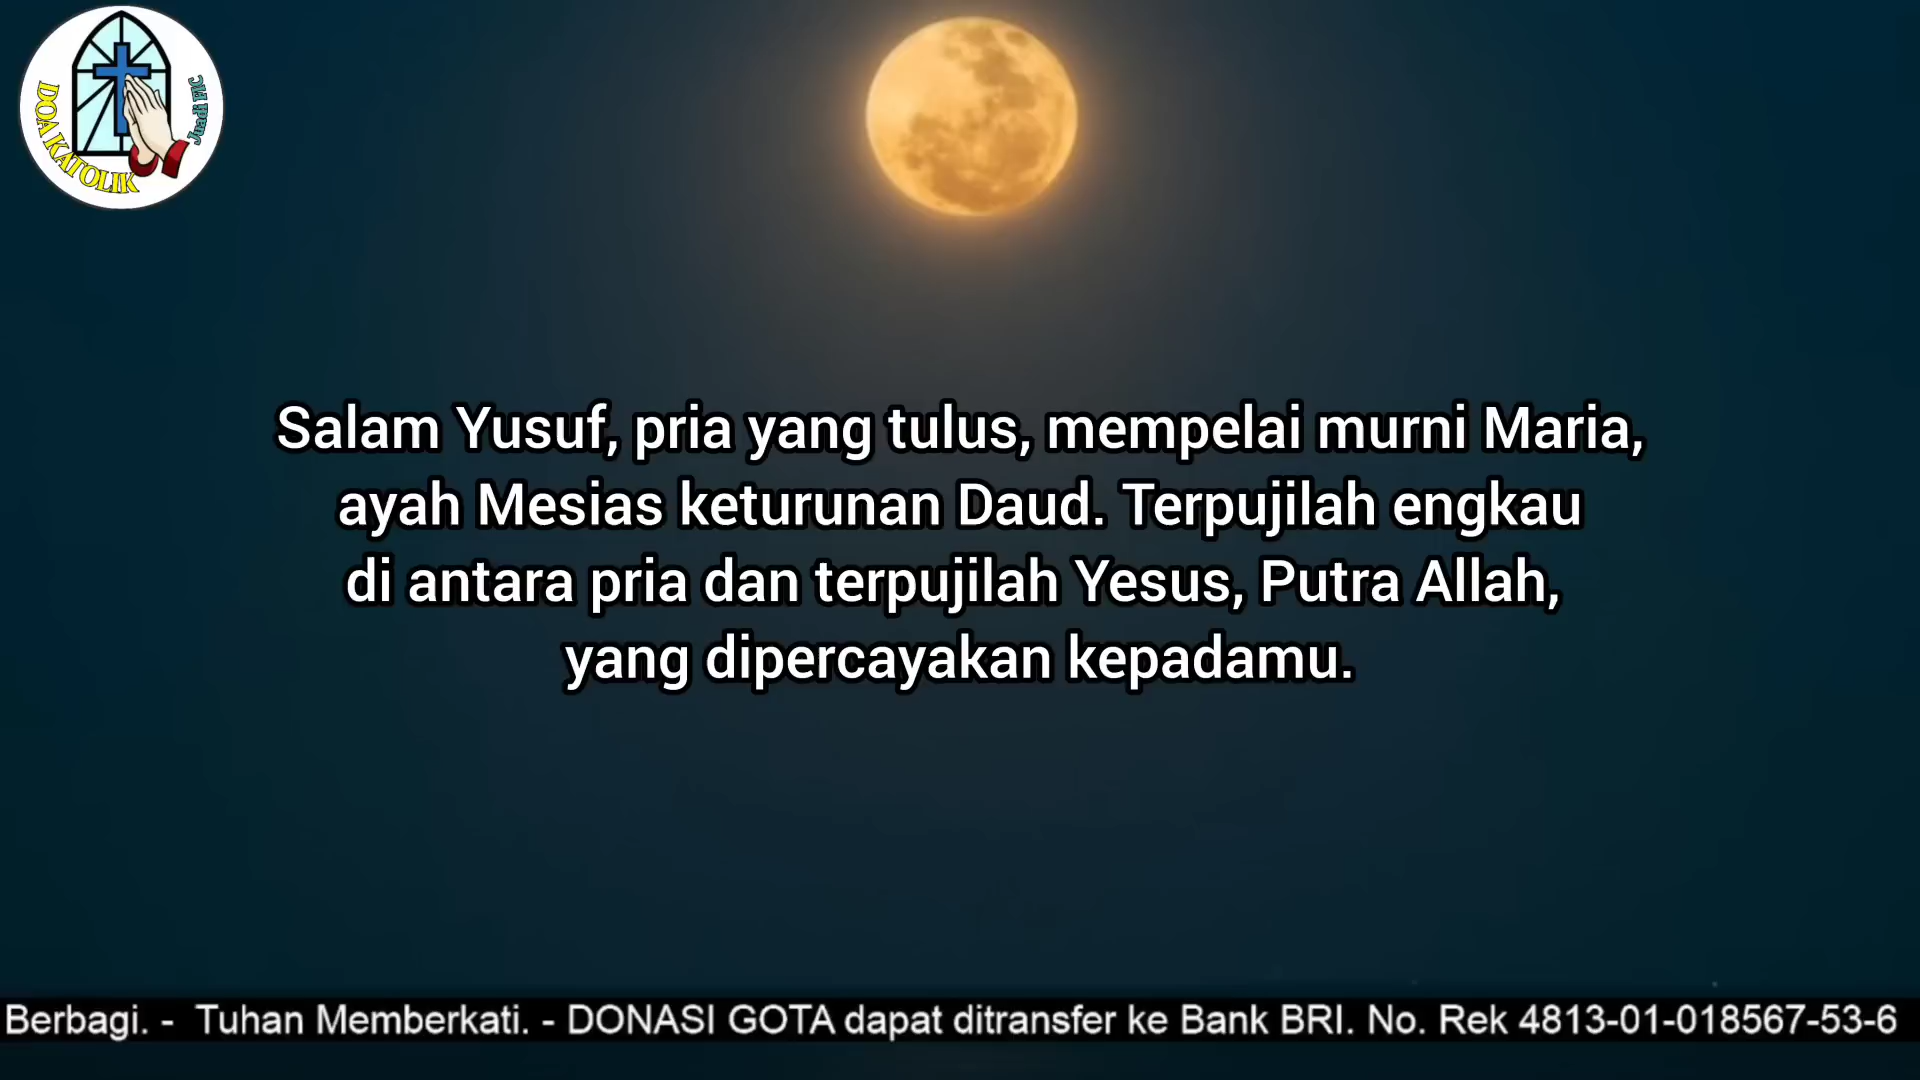 DOA KATOLIK
Juadi FIC
Salam Yusuf, pria yang tulus, mempelai murni Maria,
ayah Mesias keturunan Daud. Terpujilah engkau
di antara pria dan terpujilah Yesus, Putra Allah,
yang dipercayakan kepadamu.
Berbagi. - Tuhan Memberkati. - DONASI GOTA dapat ditransfer ke Bank BRI. No. Rek 4813-01-018567-53-6